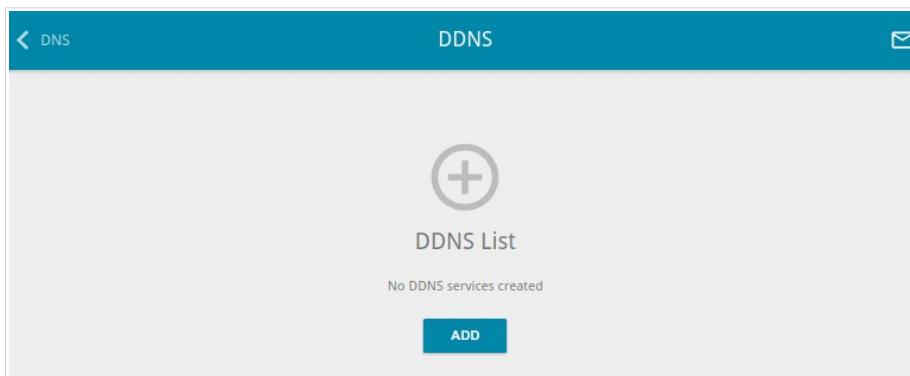 DNS
DDNS
DDNS List
No DDNS services created
ADD